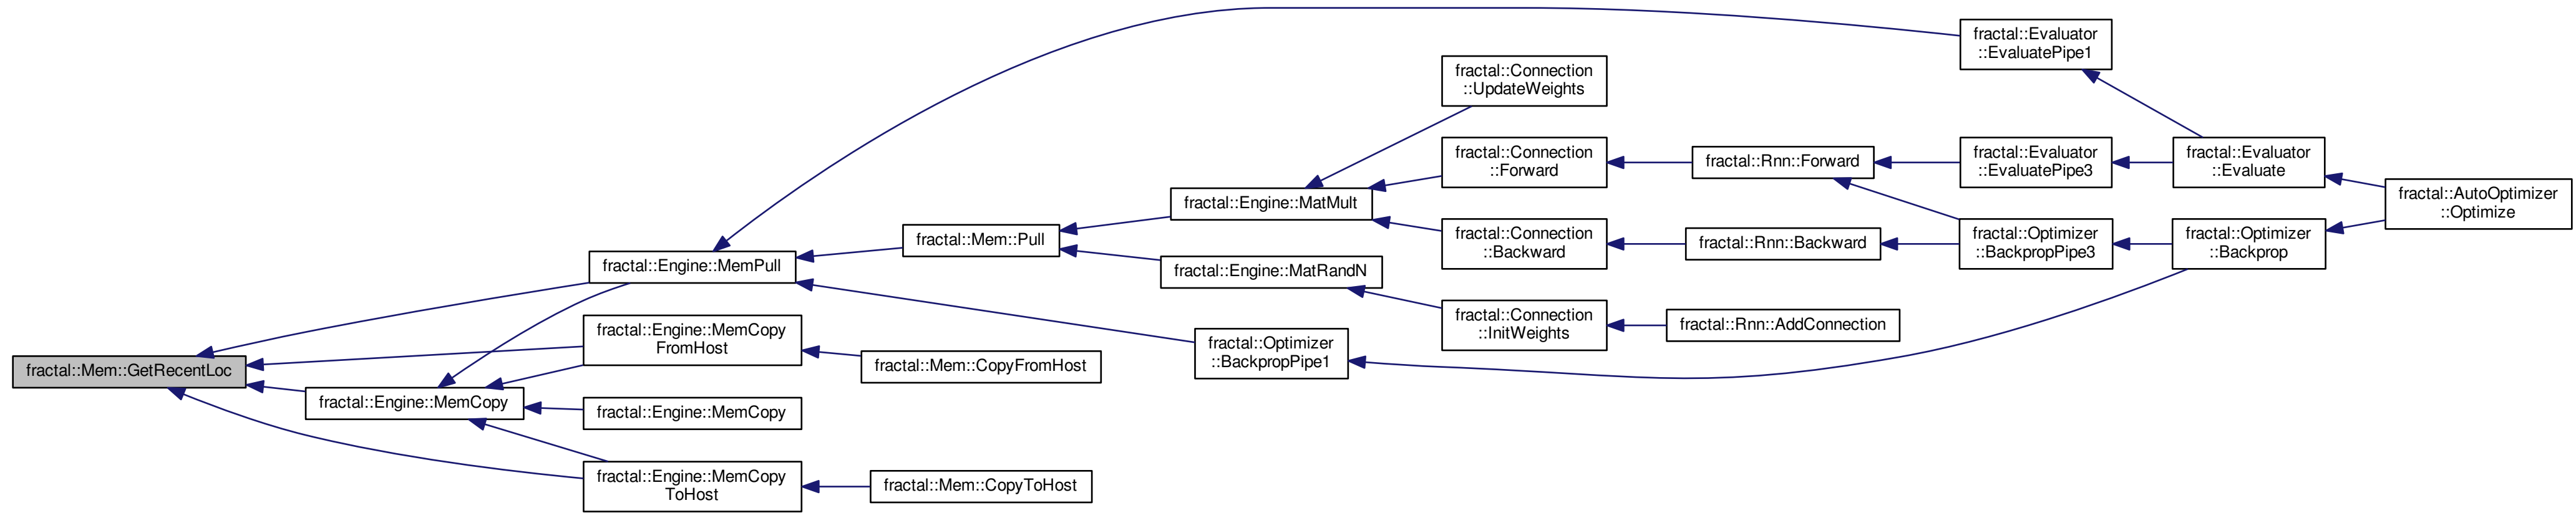 fractal::Mem::GetRecentLoc
fractal::Engine::MemPull
fractal::Engine::MemCopy
FromHost
fractal::Engine::MemCopy
fractal::Engine::MemCopy
fractal::Engine::MemCopy
ToHost
fractal::Mem::Pull
fractal::Mem::CopyFromHost
fractal::Mem::CopyToHost
fractal::Engine::MatMult
fractal::Engine::MatRandN
fractal::Optimizer
::BackpropPipe1
fractal::Connection
::UpdateWeights
fractal::Connection
::Forward
fractal::Connection
::Backward
fractal::Connection
::InitWeights
fractal::Rnn::Forward
fractal::Rnn::Backward
fractal::Rnn::AddConnection
fractal::Evaluator
::EvaluatePipe1
fractal::Evaluator
::EvaluatePipe3
fractal::Optimizer
::BackpropPipe3
fractal::Evaluator
::Evaluate
fractal::Optimizer
::Backprop
fractal::AutoOptimizer
::Optimize